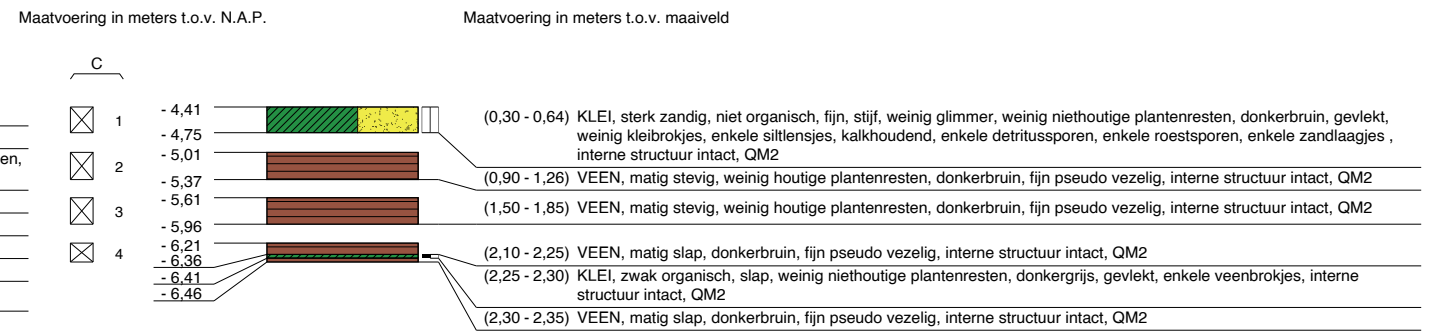 Maatvoering in meters t.o.v. N.A.P.
Maatvoering in meters t.o.v. maaiveld
C
en,
1
- 4,41
- 4,75
(0,30 - 0,64) KLEI, sterk zandig, niet organisch, fijn, stijf, weinig glimmer, weinig niethoutige plantenresten, donkerbruin, gevlekt,
weinig kleibrokjes, enkele siltlensjes, kalkhoudend, enkele detritussporen, enkele roestsporen, enkele zandlaagjes ,
interne structuur intact, QM2
2
- 5,01
- 5,37
(0,90 - 1,26) VEEN, matig stevig, weinig houtige plantenresten, donkerbruin, fijn pseudo vezelig, interne structuur intact, QM2
3
- 5,61
- 5,96
(1,50 - 1,85) VEEN, matig stevig, weinig houtige plantenresten, donkerbruin, fijn pseudo vezelig, interne structuur intact, QM2
4
- 6,21
- 6,36
- 6,41
- 6,46
(2,10 - 2,25) VEEN, matig slap, donkerbruin, fijn pseudo vezelig, interne structuur intact, QM2
(2,25 - 2,30) KLEI, zwak organisch, slap, weinig niethoutige plantenresten, donkergrijs, gevlekt, enkele veenbrokjes, interne
structuur intact, QM2
(2,30 - 2,35) VEEN, matig slap, donkerbruin, fijn pseudo vezelig, interne structuur intact, QM2